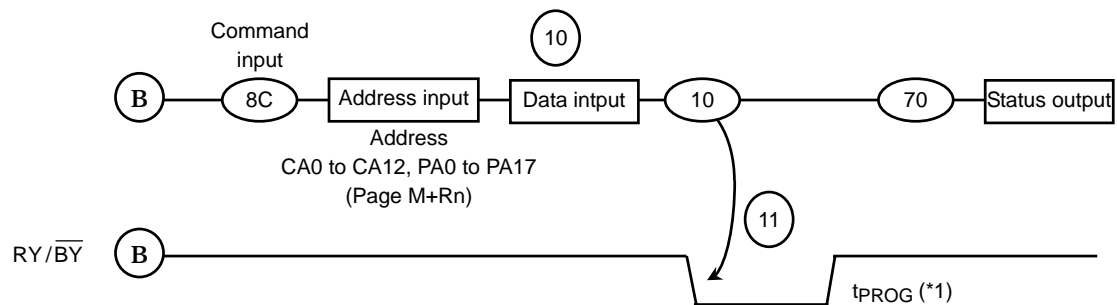 Command
input
10
B
8C
Address input
Data intput
10
70
Status output
Address
CA0 to CA12, PA0 to PA17
(Page M+Rn)
11
RY/BY
B
tPROG (*1)